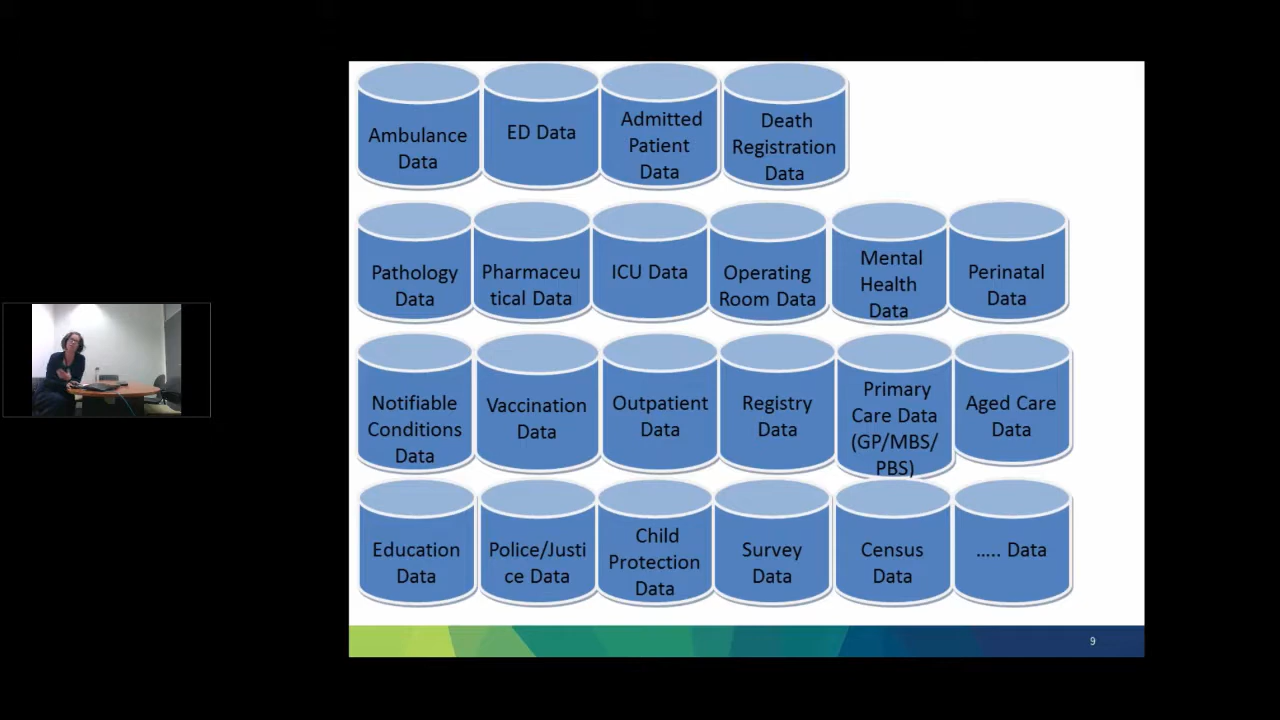 Ambulance
Data
ED Data
Admitted
Patient
Data
Death
Registration
Data
Pathology
Data
Pharmaceu
tical Data
ICU Data
Operating
Room Data
Mental
Health
Data
Perinatal
Data
Notifiable
Conditions
Data
Vaccination
Data
Outpatient
Data
Registry
Data
Primary
Care Data
(GP/MBS/
PBS)
Aged Care
Data
Education
Data
Police/Justi
ce Data
Child
Protection
Data
Survey
Data
Census
Data
..... Data
9